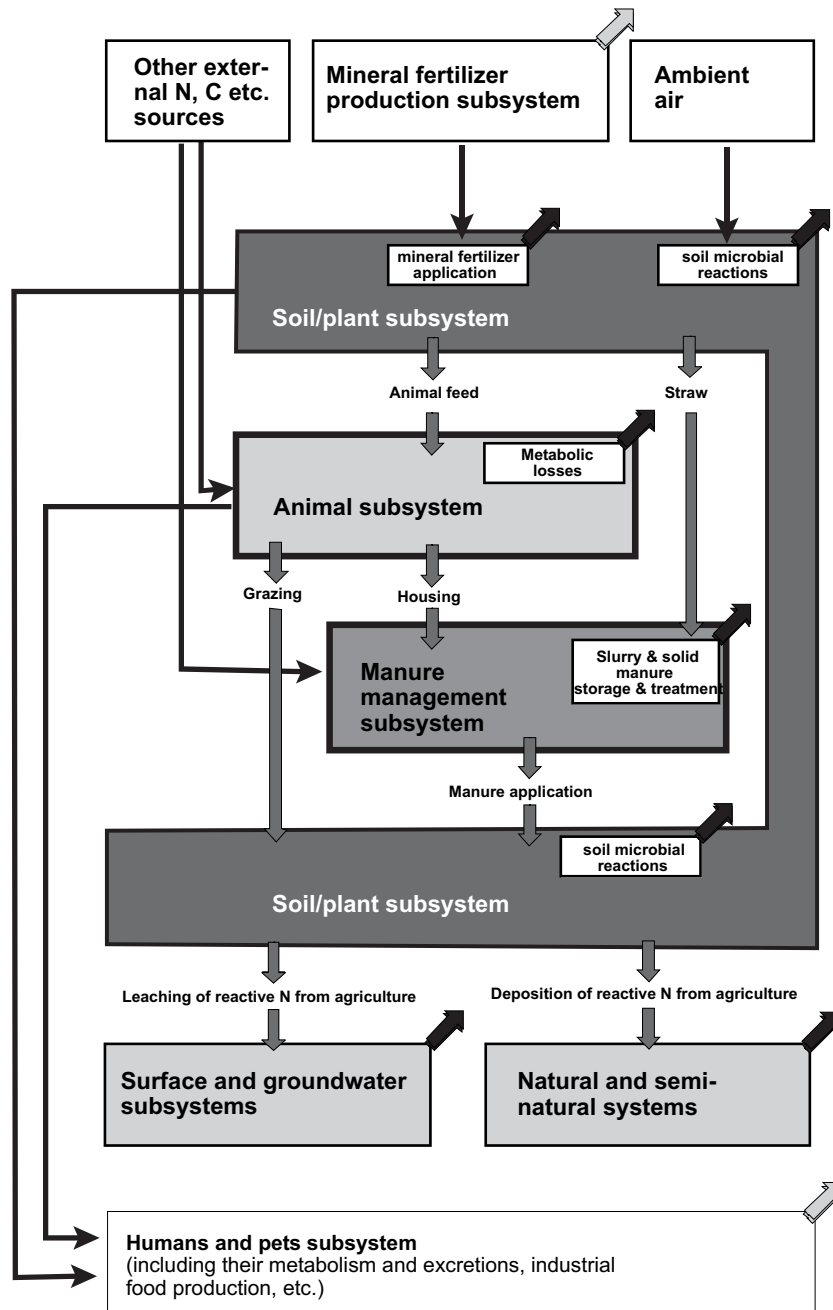 Other exter-
nal N, C etc.
sources
Mineral fertilizer
production subsystem
Ambient
air
mineral fertilizer
application
soil microbial
reactions
Soil/plant subsystem
Animal feed
Straw
Metabolic
losses
Animal subsystem
Grazing
Housing
Slurry & solid
manure
storage & treatment
Manure
management
subsystem
Manure application
soil microbial
reactions
Soil/plant subsystem
Leaching of reactive N from agriculture
Deposition of reactive N from agriculture
Surface and groundwater
subsystems
Natural and semi-
natural systems
Humans and pets subsystem
(including their metabolism and excretions, industrial
food production, etc.)